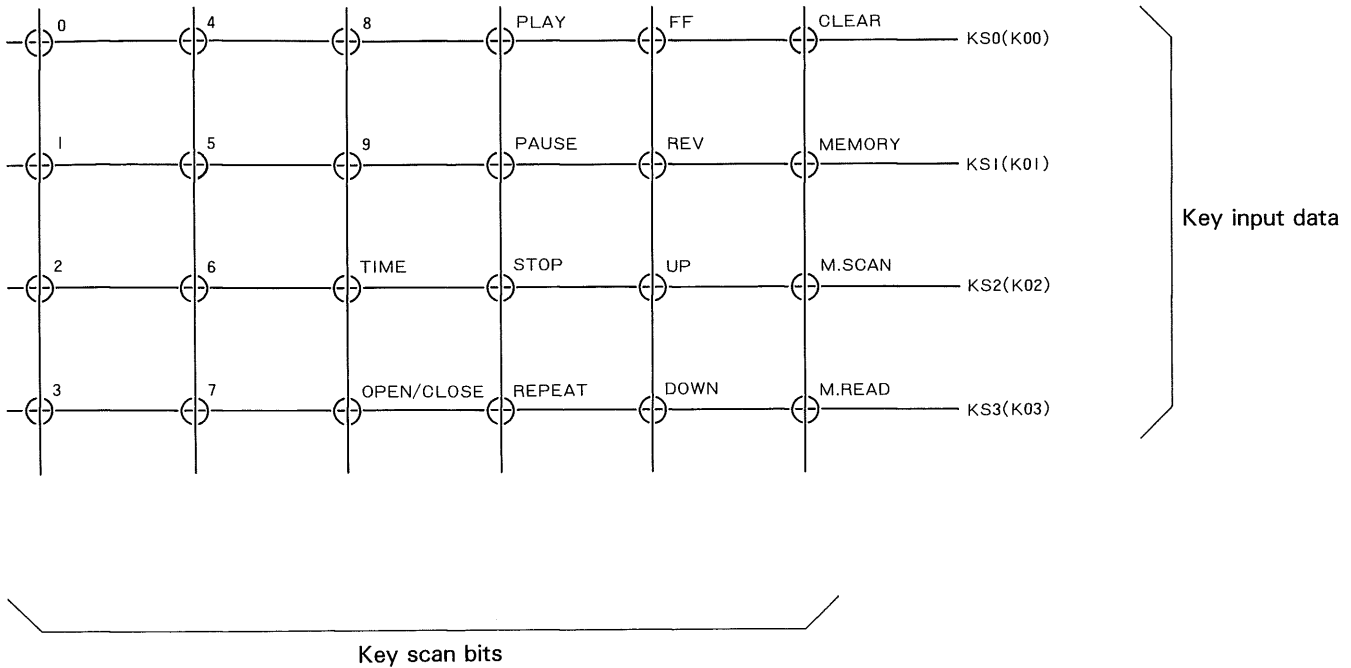 0 4 8 PLAY FF CLEAR
KS0(K00)
1 5 9 PAUSE REV MEMORY
KS1(K01)
Key input data
2 6 TIME STOP UP M.SCAN
KS2(K02)
3 7 OPEN/CLOSE REPEAT DOWN M.READ
KS3(K03)
Key scan bits